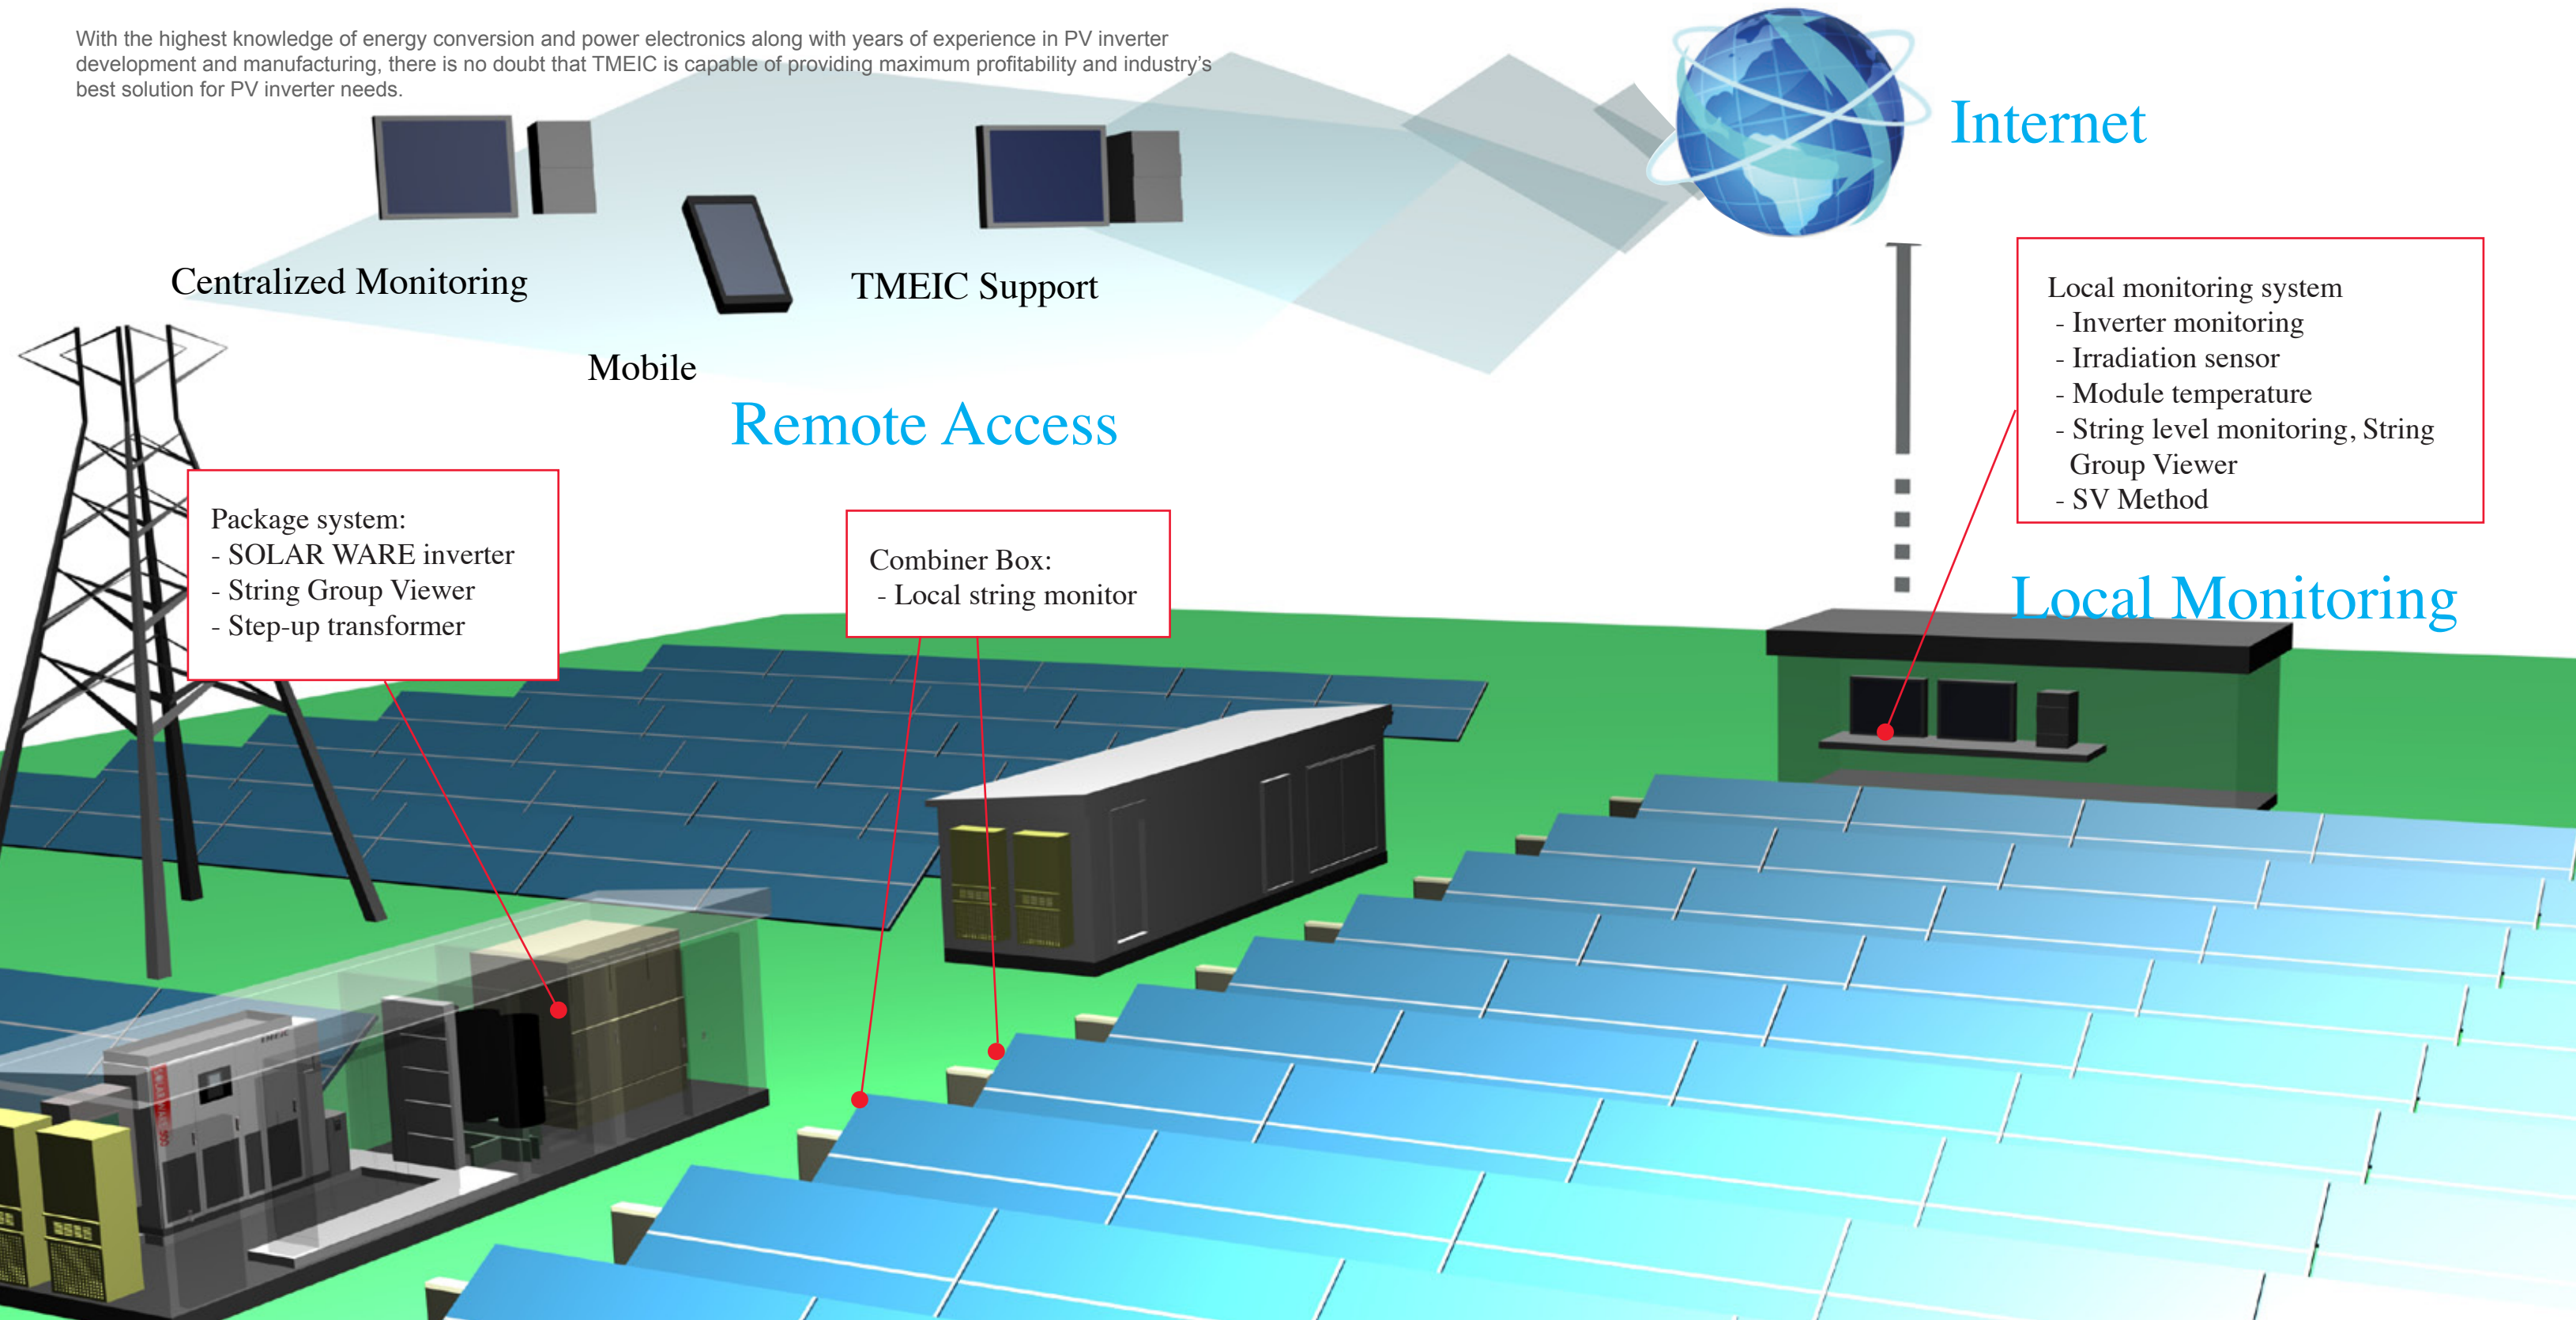 With the highest knowledge of energy conversion and power electronics along with years of experience in PV inverter
development and manufacturing, there is no doubt that TMEIC is capable of providing maximum profitability and industry's
best solution for PV inverter needs.
Internet
Centralized Monitoring
TMEIC Support
Mobile
Remote Access
Local monitoring system
- Inverter monitoring
- Irradiation sensor
- Module temperature
- String level monitoring, String
Group Viewer
- SV Method
Package system:
- SOLAR WARE inverter
- String Group Viewer
- Step-up transformer
Combiner Box:
- Local string monitor
Local Monitoring
TMEIC